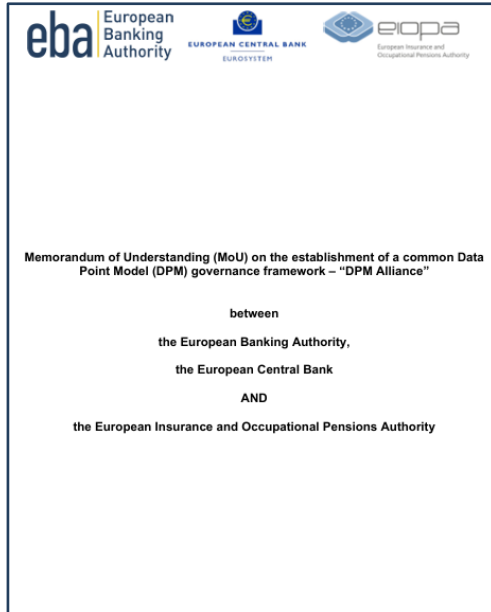 eba European
Banking
Authority
EUROPEAN CENTRAL BANK
EUROSYSTEM
eiopa
European Insurance and
Occupational Pensions Authority
Memorandum of Understanding (MoU) on the establishment of a common Data
Point Model (DPM) governance framework – “DPM Alliance”
between
the European Banking Authority,
the European Central Bank
AND
the European Insurance and Occupational Pensions Authority